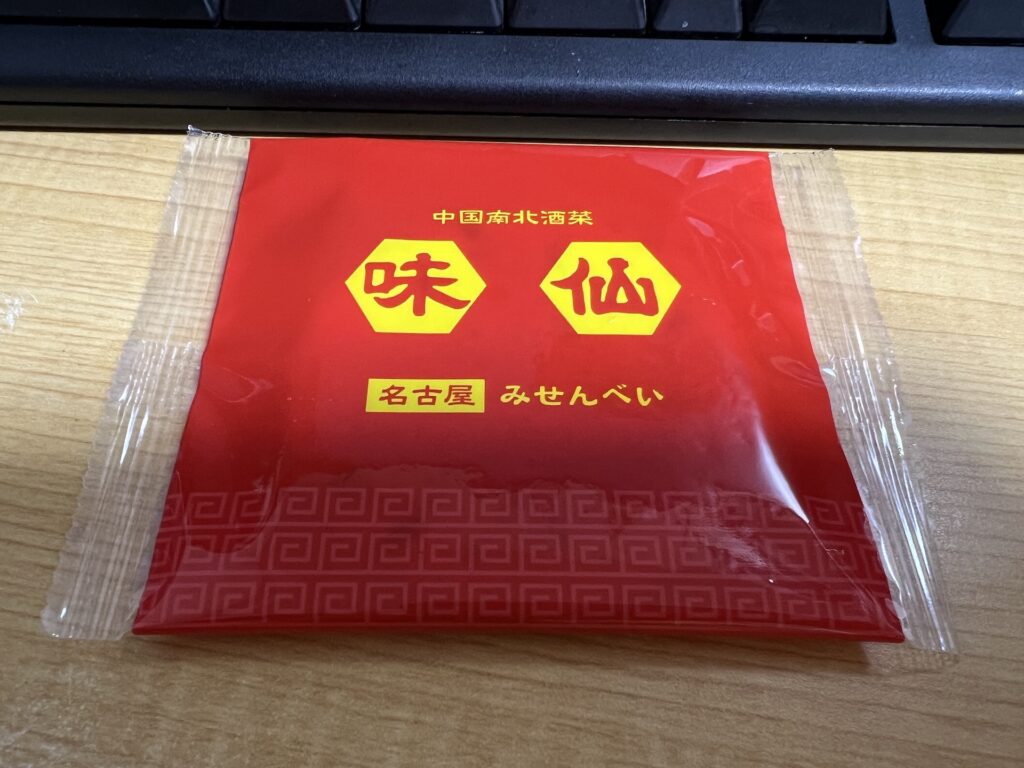 中国南北酒菜
味仙
名古屋 みせんべい